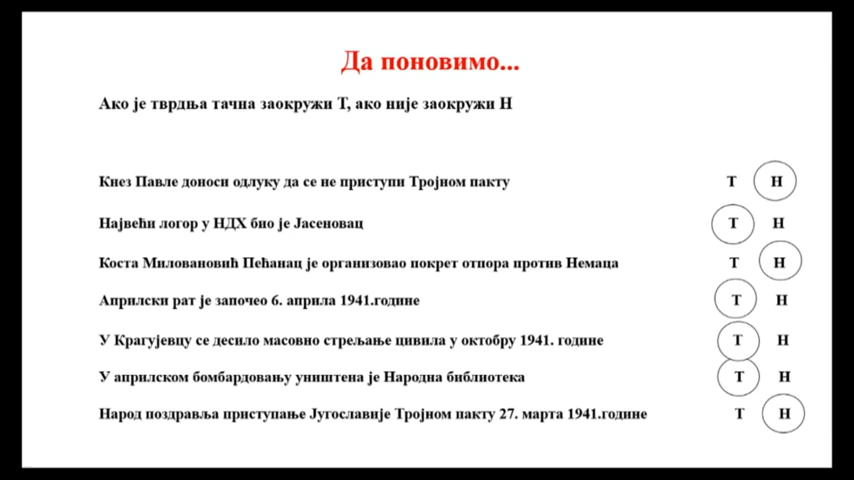 Да поновимо...
Ако је тврдња тачна заокружи Т, ако није заокружи Н
Кнез Павле доноси одлуку да се не приступи Тројном пакту Т Н
Највећи логор у НДХ био је Јасеновац Т Н
Коста Миловановић Пећанац је организовао покрет отпора против Немаца Т Н
Априлски рат је започео 6. априла 1941.године Т Н
У Крагујевцу се десило масовно стрељање цивила у октобру 1941. године Т Н
У априлском бомбардовању уништена је Народна библиотека Т Н
Народ поздравља приступање Југославије Тројном пакту 27. марта 1941.године Т Н